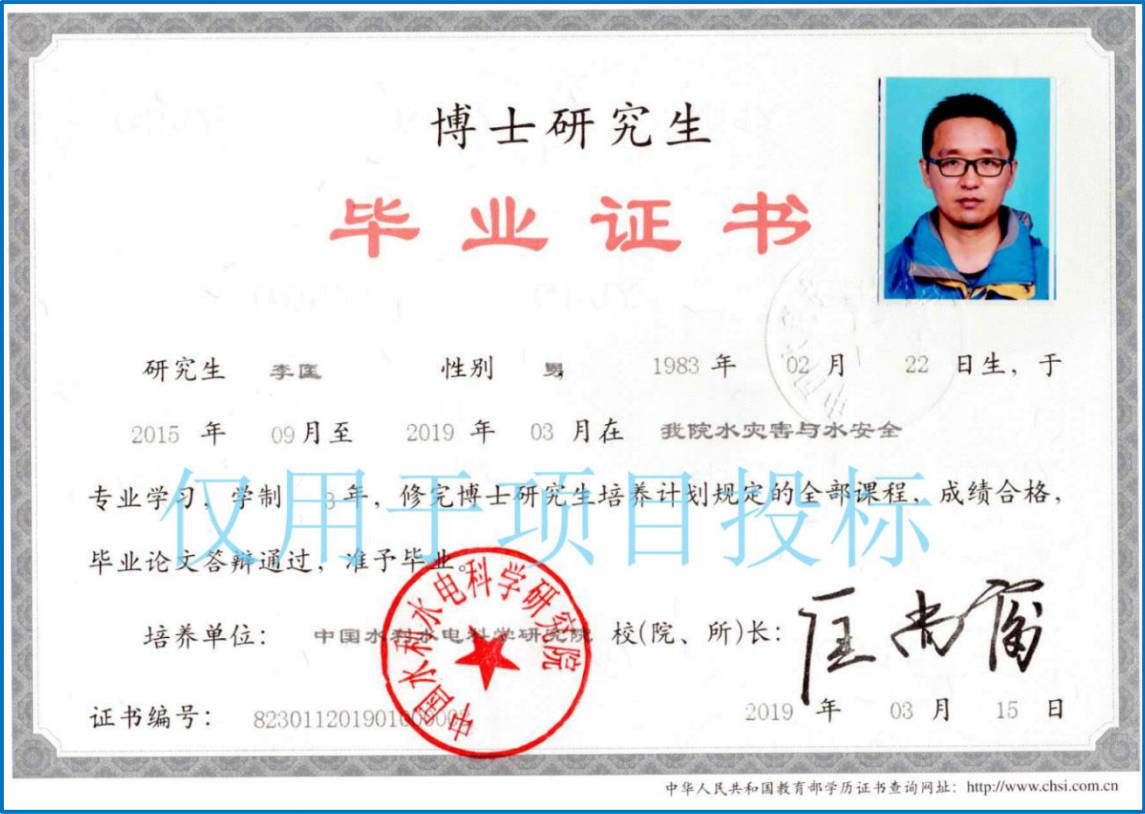 博士研究生
毕业证书
研究生 李匡 性别 男 1983 年 02 月 22 日生，于
2015 年 09 月至 2019 年 03 月在 我院水灾害与水安全
专业学习，学制 3 年，修完博士研究生培养计划规定的全部课程，成绩合格，
仅用于项目投标
毕业论文答辩通过，准予毕业。
培养单位： 中国水利水电科学研究院 校(院、所)长： 匡尚富
中国水利水电科学研究院
证书编号： 2019 年 03 月 15 日
中华人民共和国教育部学历证书查询网址：http://www.chsi.com.cn